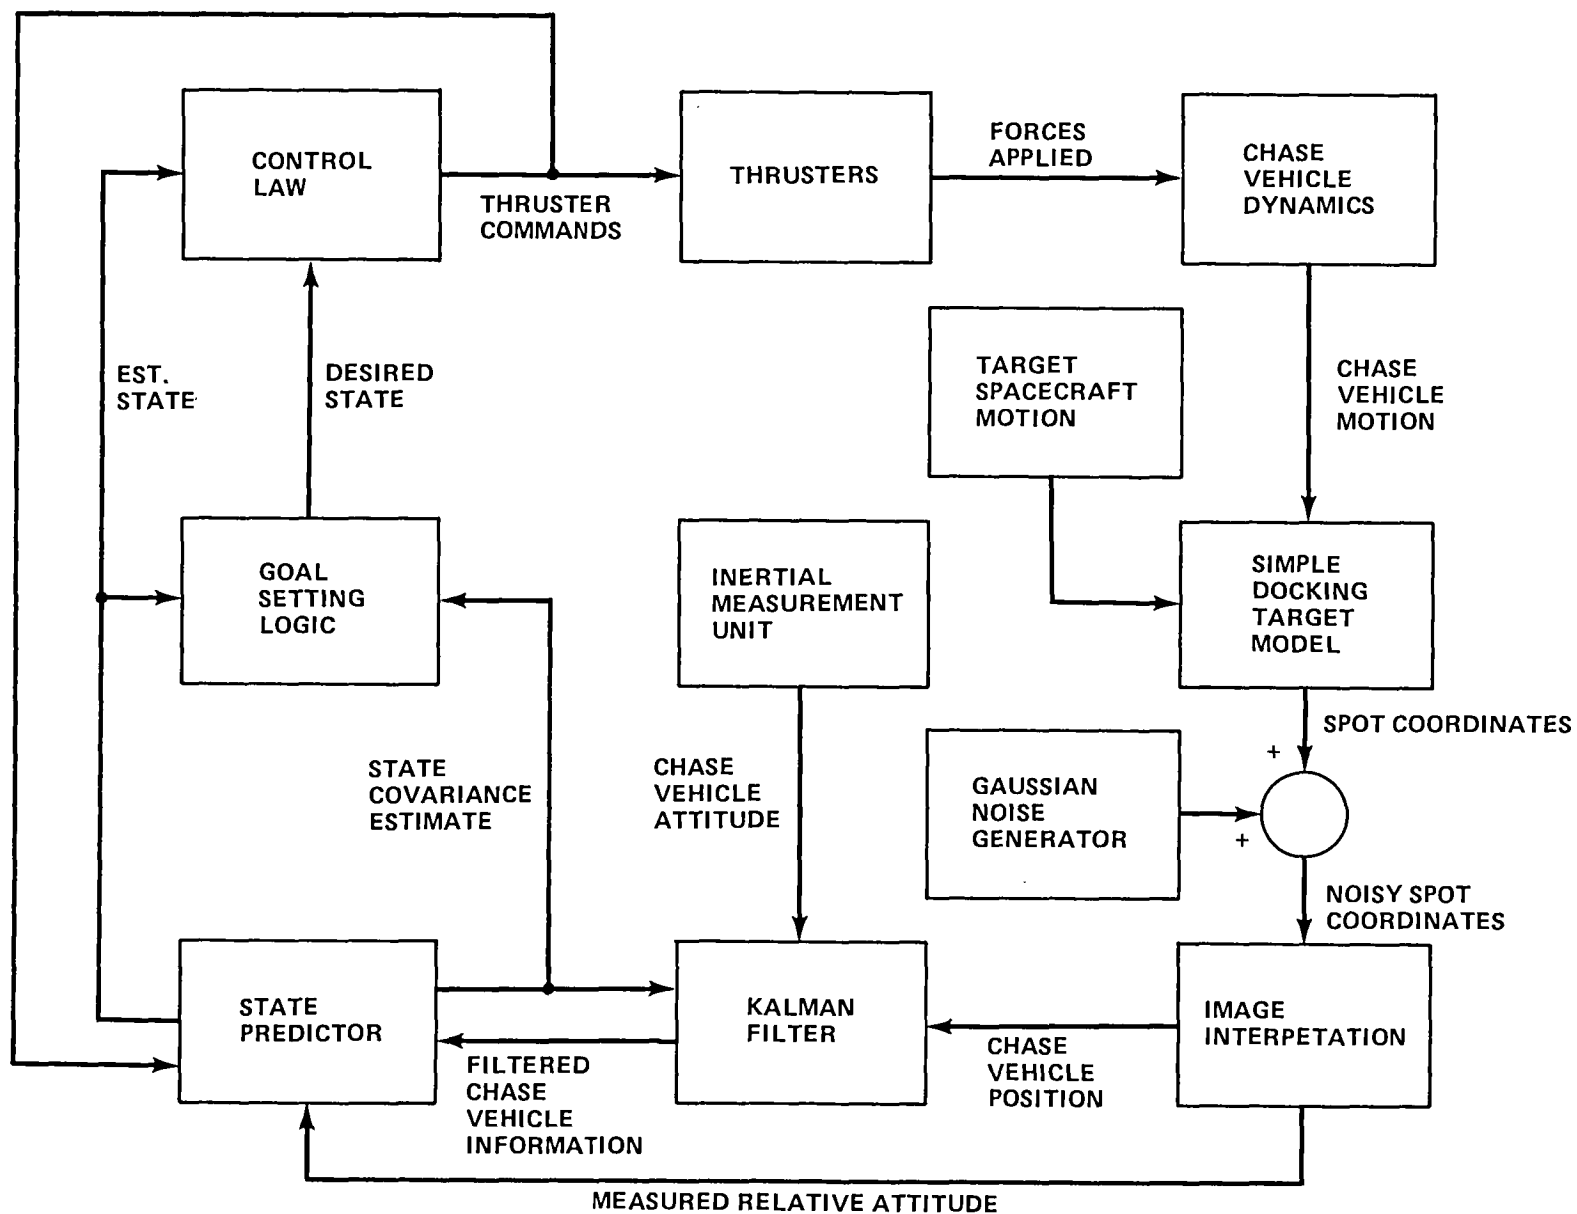 CONTROL
LAW
THRUSTER
COMMANDS
THRUSTERS
FORCES
APPLIED
CHASE
VEHICLE
DYNAMICS
EST.
STATE
DESIRED
STATE
TARGET
SPACECRAFT
MOTION
CHASE
VEHICLE
MOTION
GOAL
SETTING
LOGIC
INERTIAL
MEASUREMENT
UNIT
SIMPLE
DOCKING
TARGET
MODEL
SPOT COORDINATES
+
STATE
COVARIANCE
ESTIMATE
CHASE
VEHICLE
ATTITUDE
GAUSSIAN
NOISE
GENERATOR
+
NOISY SPOT
COORDINATES
STATE
PREDICTOR
KALMAN
FILTER
IMAGE
INTERPETATION
FILTERED
CHASE
VEHICLE
INFORMATION
CHASE
VEHICLE
POSITION
MEASURED RELATIVE ATTITUDE